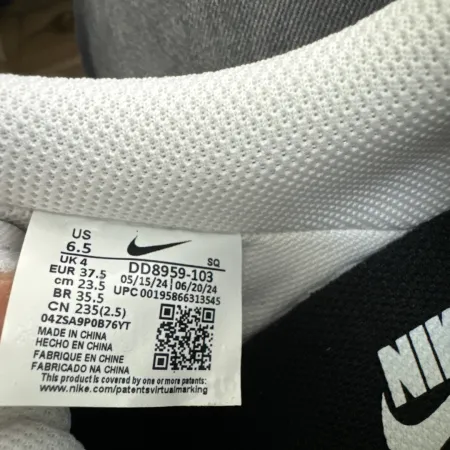 US
6.5
UK 4
EUR 37.5
cm 23.5
BR 35.5
CN 235(2.5)
SQ
DD8959-103
05/15/24 | 06/20/24
UPC 00195866313545
04ZSA9P0B76YT
MADE IN CHINA
HECHO EN CHINA
FABRIQUE EN CHINE
FABRICADO NA CHINA
This product is covered by one or more patents:
www.nike.com/patentsvirtualmarking
NIK